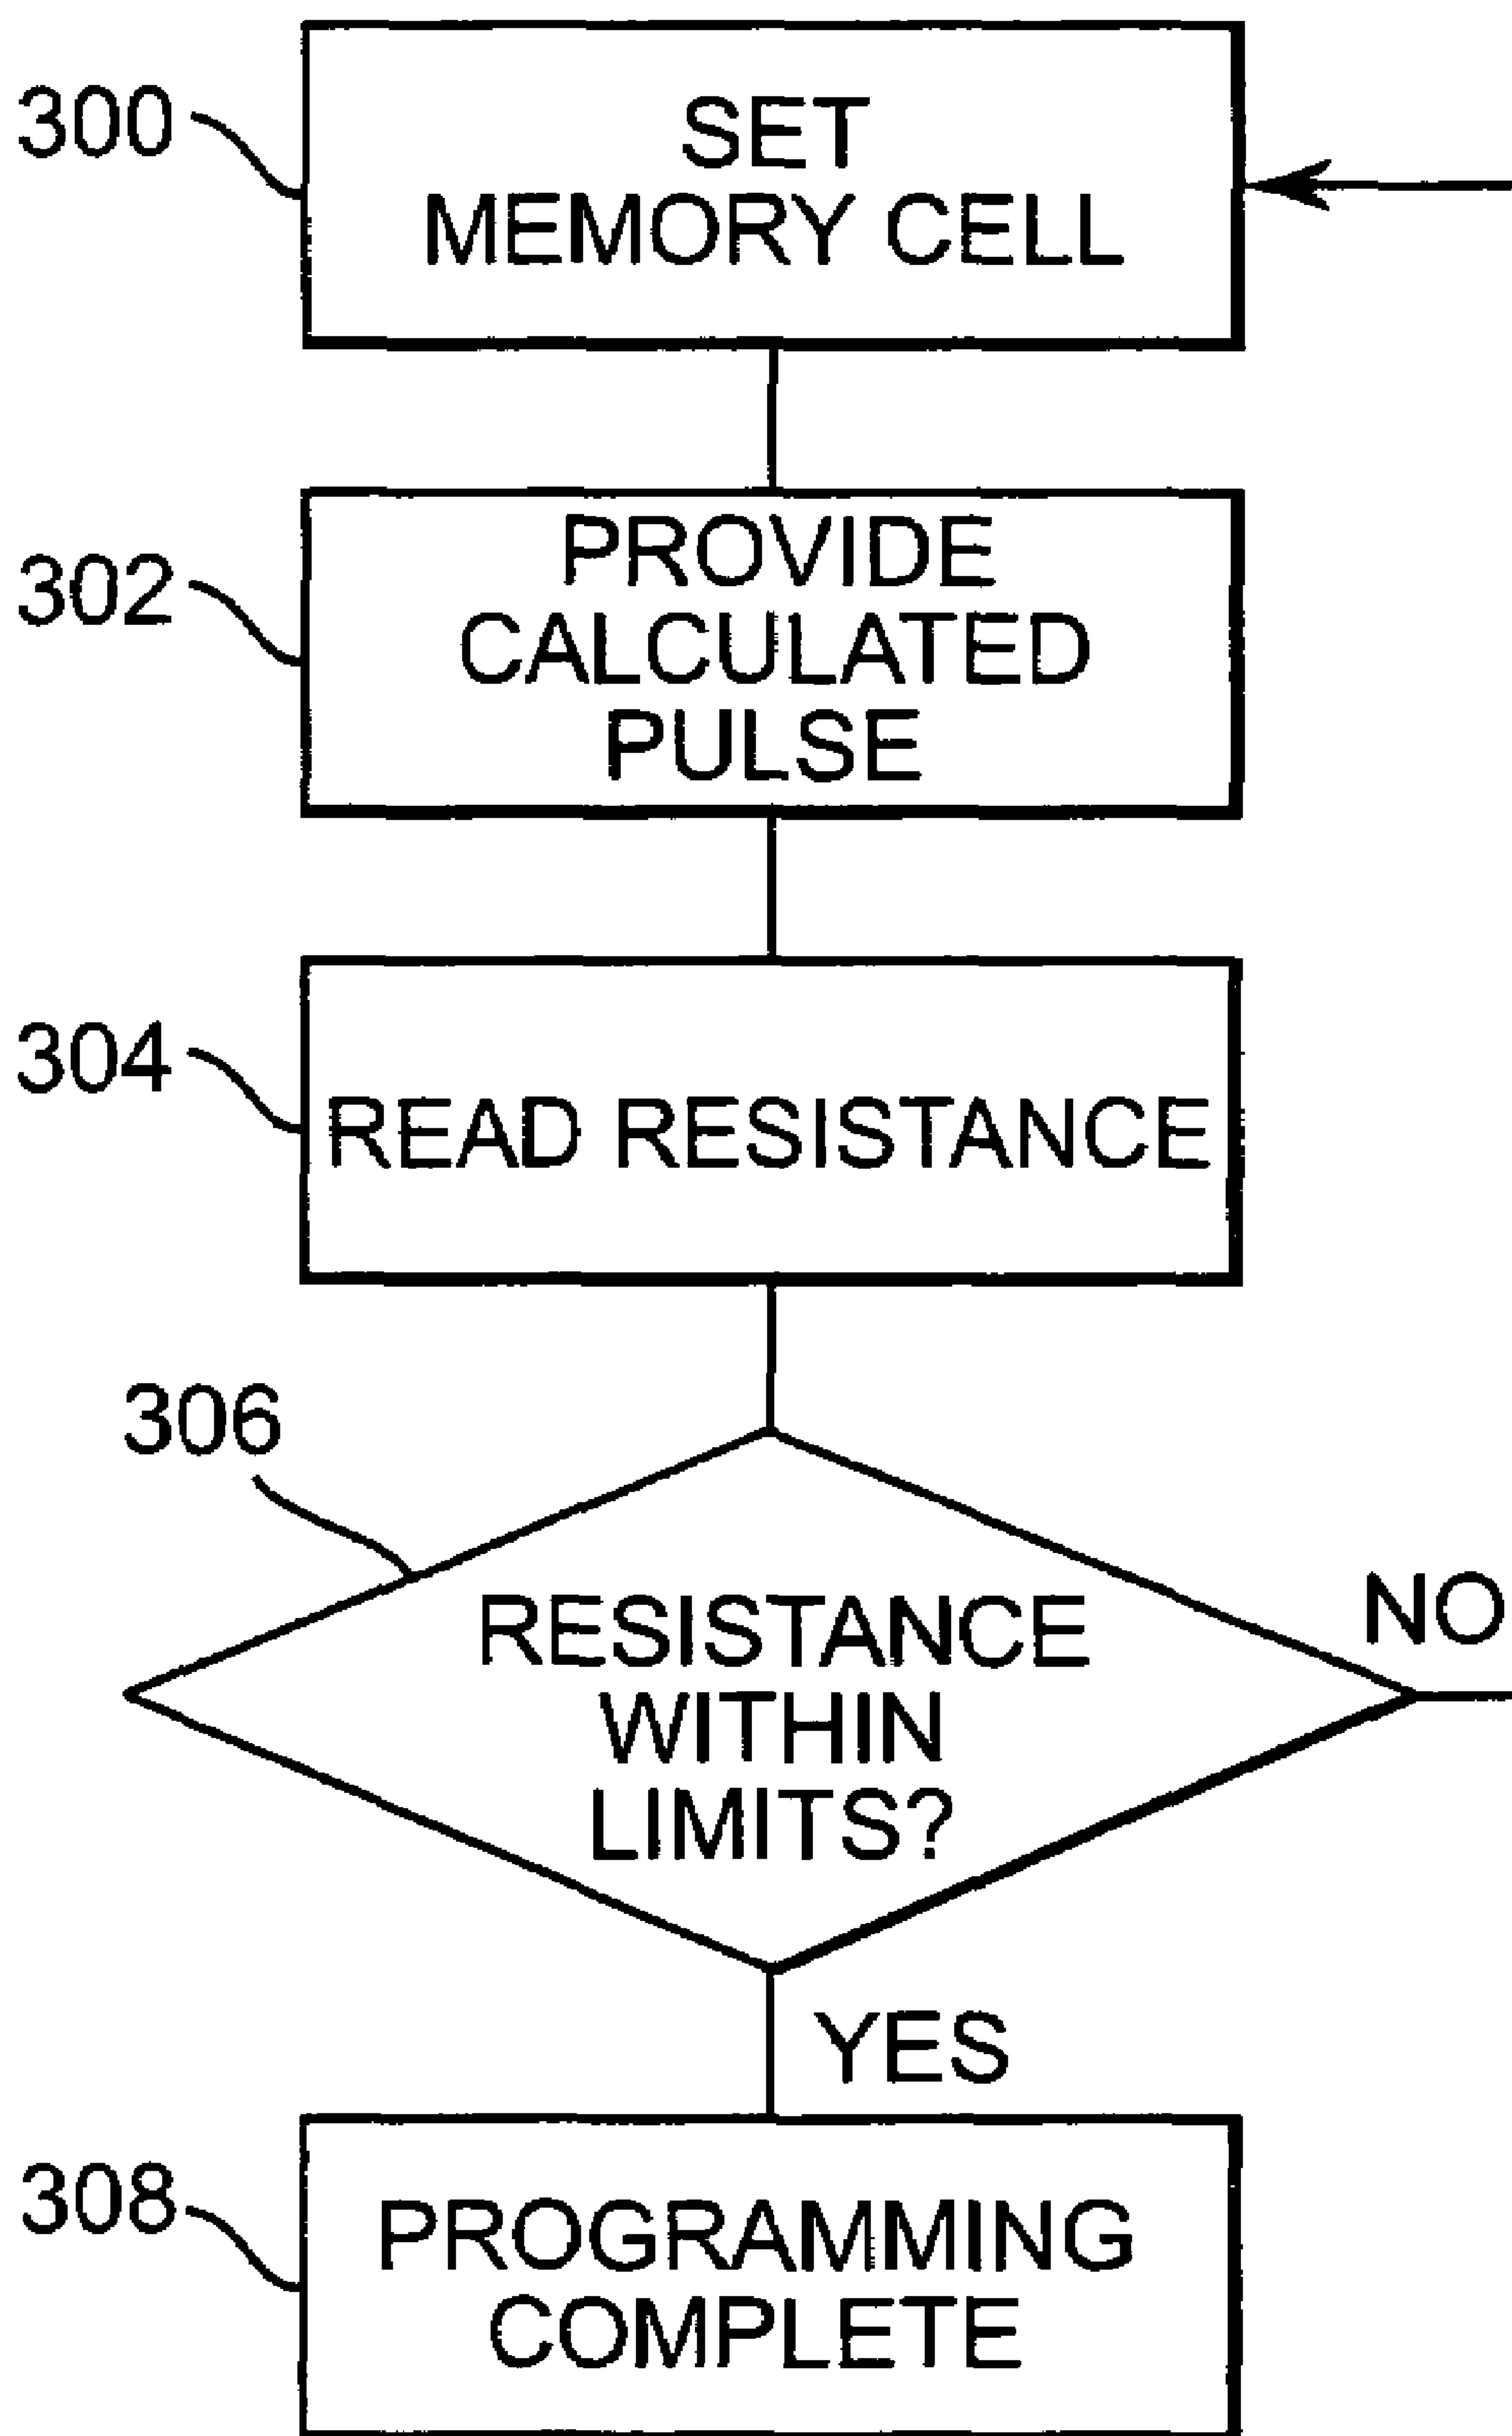 300
SET
MEMORY CELL
302
PROVIDE
CALCULATED
PULSE
304
READ RESISTANCE
306
RESISTANCE
WITHIN
LIMITS?
NO
YES
308
PROGRAMMING
COMPLETE